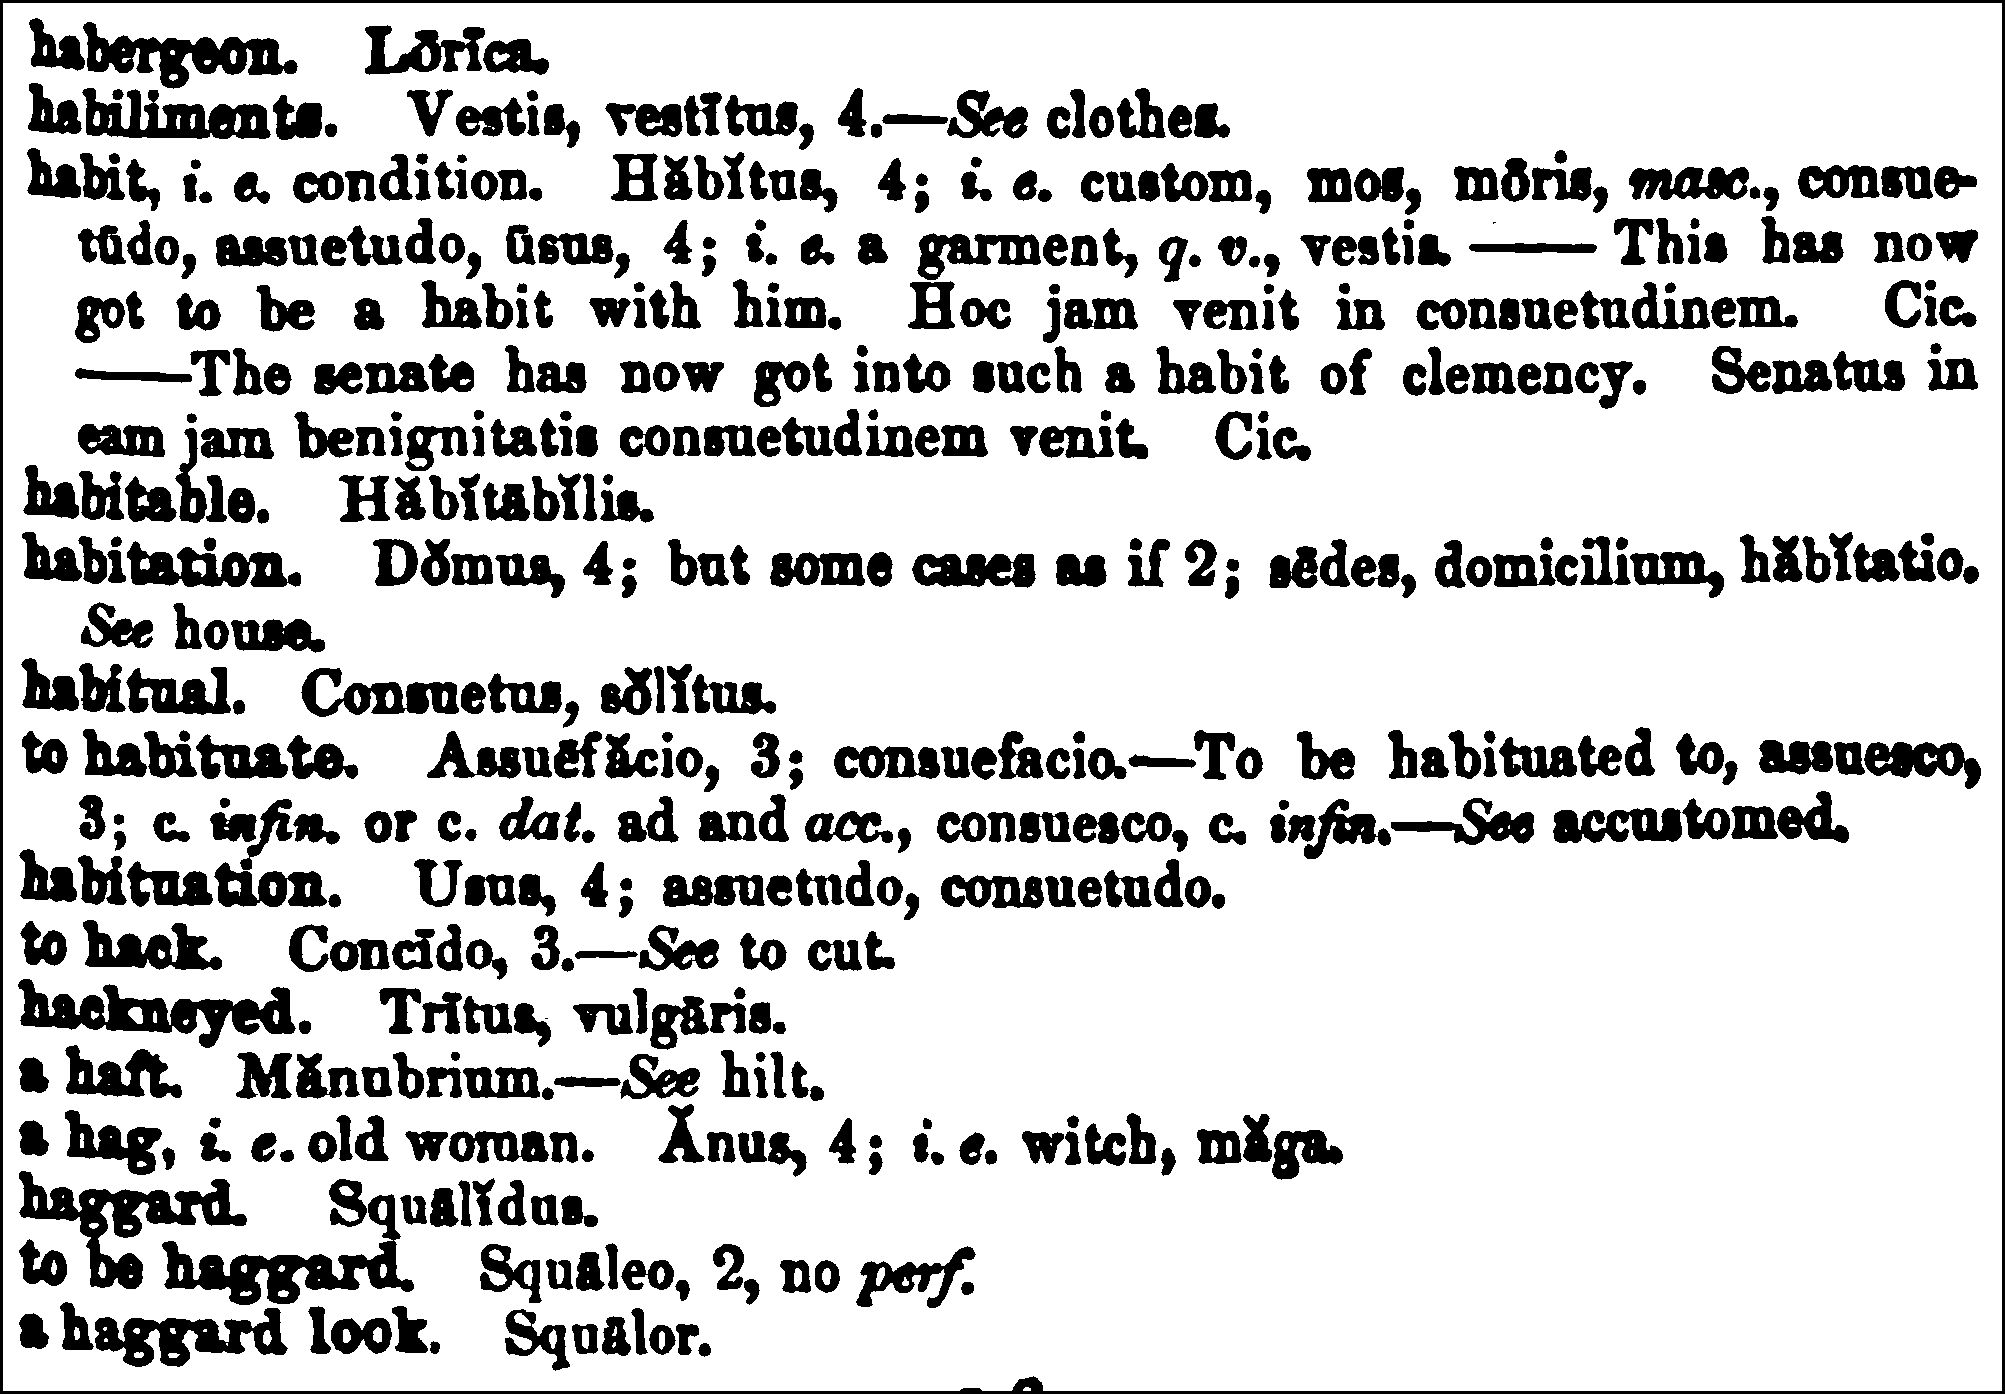 habergeon. Lōrīca.
habiliments. Vestis, vestītus, 4.—See clothes.
habit, i. e. condition. Hăbĭtus, 4; i. e. custom, mos, mōris, masc., consue-
tūdo, assuetudo, ūsus, 4; i. e. a garment, q. v., vestis. —— This has now
got to be a habit with him. Hoc jam venit in consuetudinem. Cic.
——The senate has now got into such a habit of clemency. Senatus in
eam jam benignitatis consuetudinem venit. Cic.
habitable. Hăbĭtābĭlis.
habitation. Dŏmus, 4; but some cases as if 2; sēdes, domicilium, hăbĭtatio.
See house.
habitual. Consuetus, sŏlĭtus.
to habituate. Assuēfăcio, 3; consuefacio.—To be habituated to, assuesco,
3; c. infin. or c. dat. ad and acc., consuesco, c. infin.—See accustomed.
habituation. Usus, 4; assuetudo, consuetudo.
to hack. Concīdo, 3.—See to cut.
hackneyed. Trītus, vulgāris.
a haft. Mănubrium.—See hilt.
a hag, i. e. old woman. Ănus, 4; i. e. witch, măga.
haggard. Squālĭdus.
to be haggard. Squāleo, 2, no perf.
a haggard look. Squālor.